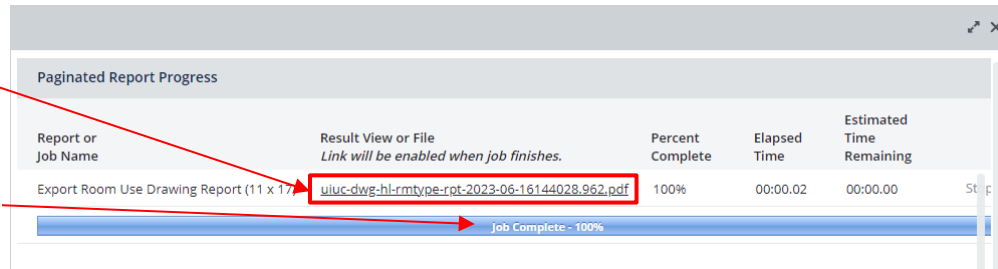 Paginated Report Progress
Report or
Job Name
Result View or File
Link will be enabled when job finishes.
Percent
Complete
Elapsed
Time
Estimated
Time
Remaining
Export Room Use Drawing Report (11 x 17) uiuc-dwg-hl-rmtype-rpt-2023-06-16144028.962.pdf 100% 00:00.02 00:00.00
Job Complete - 100%